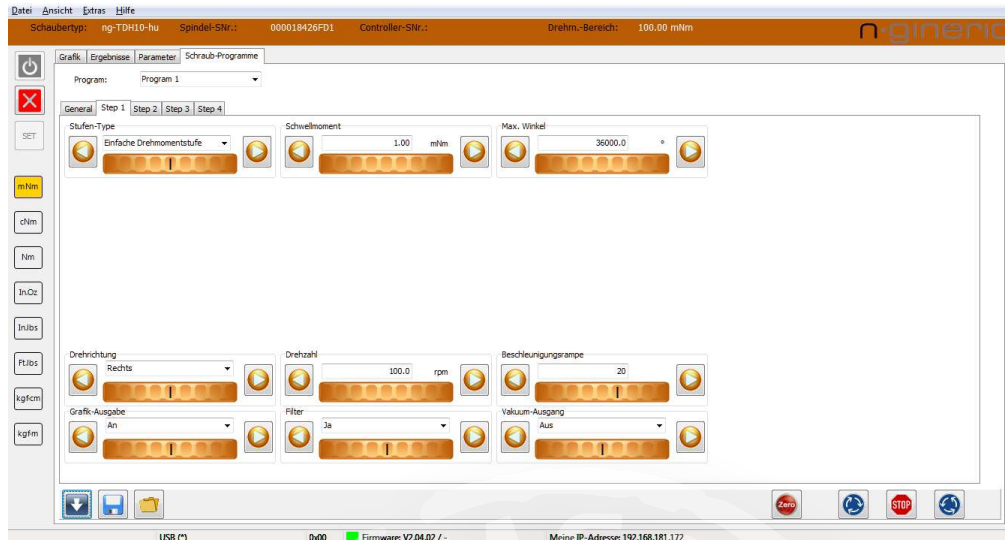 Datei Ansicht Extras Hilfe
Schaubertyp: ng-TDH10-hu Spindel-SNr.: 000018426FD1 Controller-SNr.: Drehm.-Bereich: 100.00 mNm n-gineric
Grafik Ergebnisse Parameter Schraub-Programme
Program: Program 1
General Step 1 Step 2 Step 3 Step 4
SET
Stufen-Type Schwellmoment Max. Winkel
Einfache Drehmomentstufe 1.00 mNm 36000.0 °
mNm
cNm
Nm
In.Oz
In.lbs
Ft.lbs
kgfcm
kgfm
Drehrichtung Drehzahl Beschleunigungsrampe
Rechts 100.0 rpm 20
Grafik-Ausgabe Filter Vakuum-Ausgang
An Ja Aus
Zero STOP
USB (*) 0x00 Firmware: V2.04.02 / - Meine IP-Adresse: 192.168.181.172